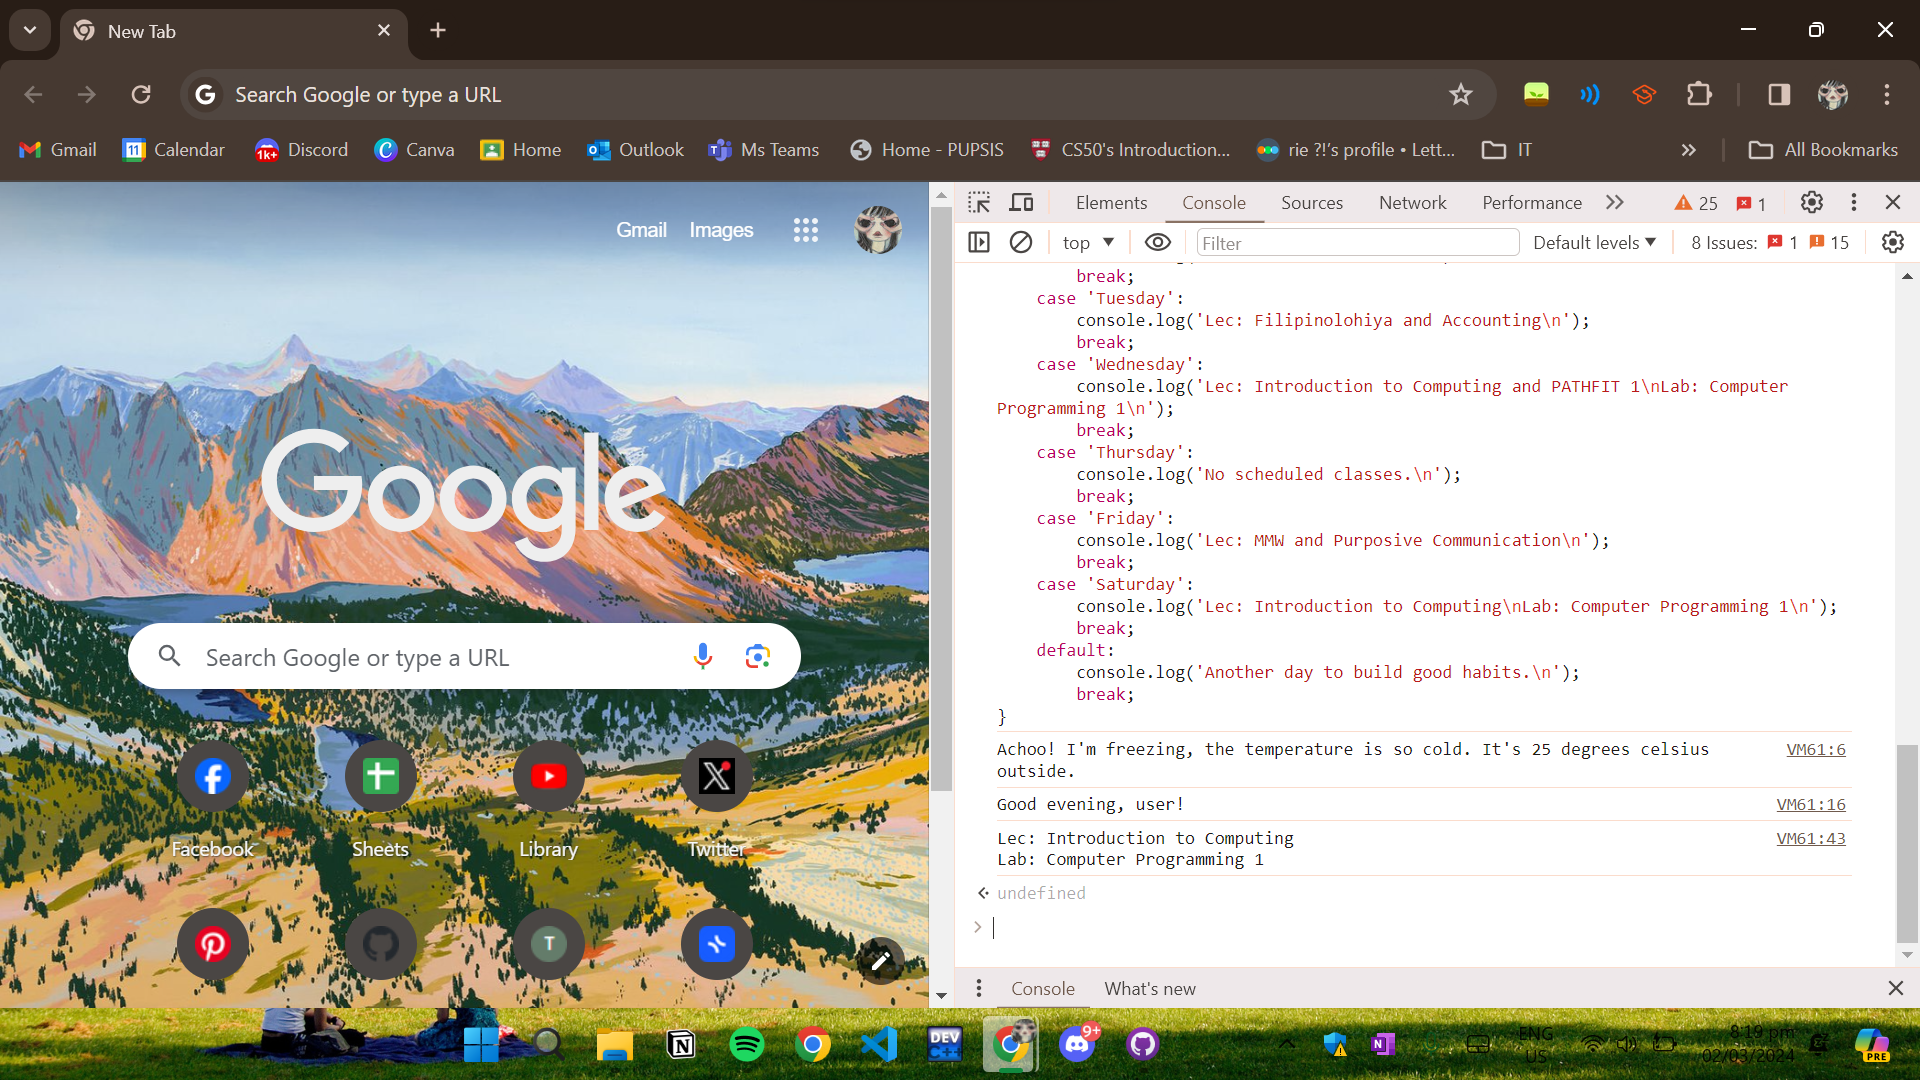 New Tab
Search Google or type a URL
Gmail
Calendar
1k+
Discord
Canva
Home
Outlook
Ms Teams
Home - PUPSIS
CS50's Introduction...
rie ?!'s profile • Lett...
IT
All Bookmarks
Gmail
Images
Google
Search Google or type a URL
Facebook
Sheets
Library
Twitter
T
Elements
Console
Sources
Network
Performance
25
1
top
Filter
Default levels
8 Issues:
1
15
break;
case 'Tuesday':
console.log('Lec: Filipinolohiya and Accounting\n');
break;
case 'Wednesday':
console.log('Lec: Introduction to Computing and PATHFIT 1\nLab: Computer
Programming 1\n');
break;
case 'Thursday':
console.log('No scheduled classes.\n');
break;
case 'Friday':
console.log('Lec: MMW and Purposive Communication\n');
break;
case 'Saturday':
console.log('Lec: Introduction to Computing\nLab: Computer Programming 1\n');
break;
default:
console.log('Another day to build good habits.\n');
break;
}
Achoo! I'm freezing, the temperature is so cold. It's 25 degrees celsius VM61:6
outside.
Good evening, user! VM61:16
Lec: Introduction to Computing VM61:43
Lab: Computer Programming 1
undefined
Console
What's new
DEV
C++
9+
N
ENG
US
8:19 pm
02/03/2024
PRE